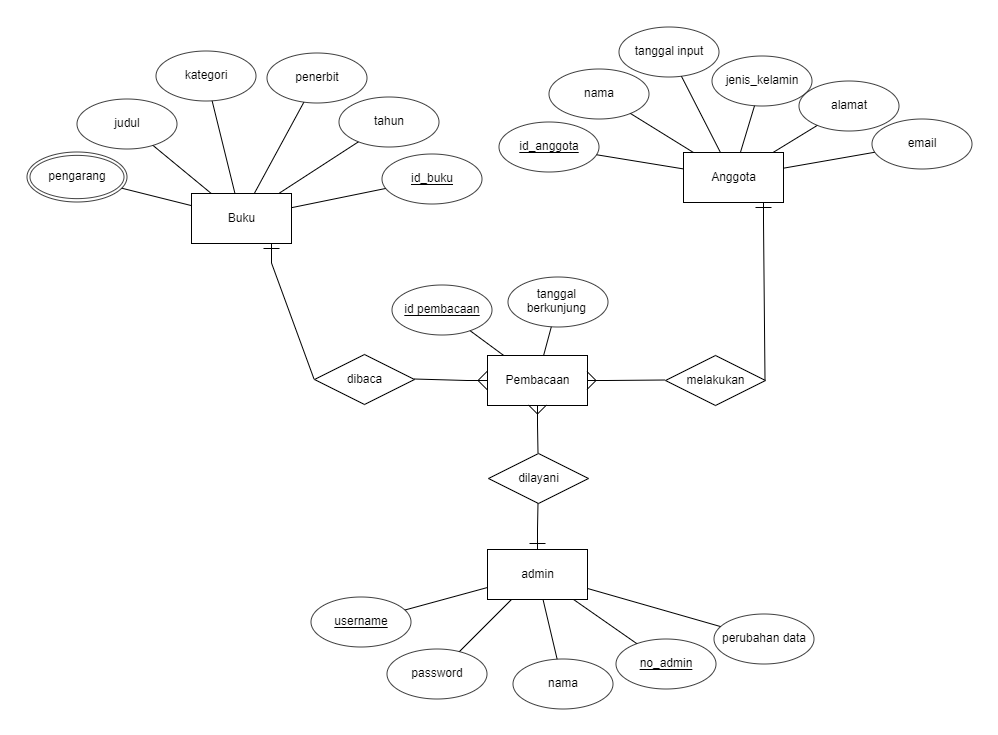 tanggal input
kategori
penerbit
jenis_kelamin
nama
alamat
judul
tahun
id_anggota
email
pengarang
id_buku
Anggota
Buku
id pembacaan
tanggal
berkunjung
dibaca
Pembacaan
melakukan
dilayani
admin
username
perubahan data
password
no_admin
nama